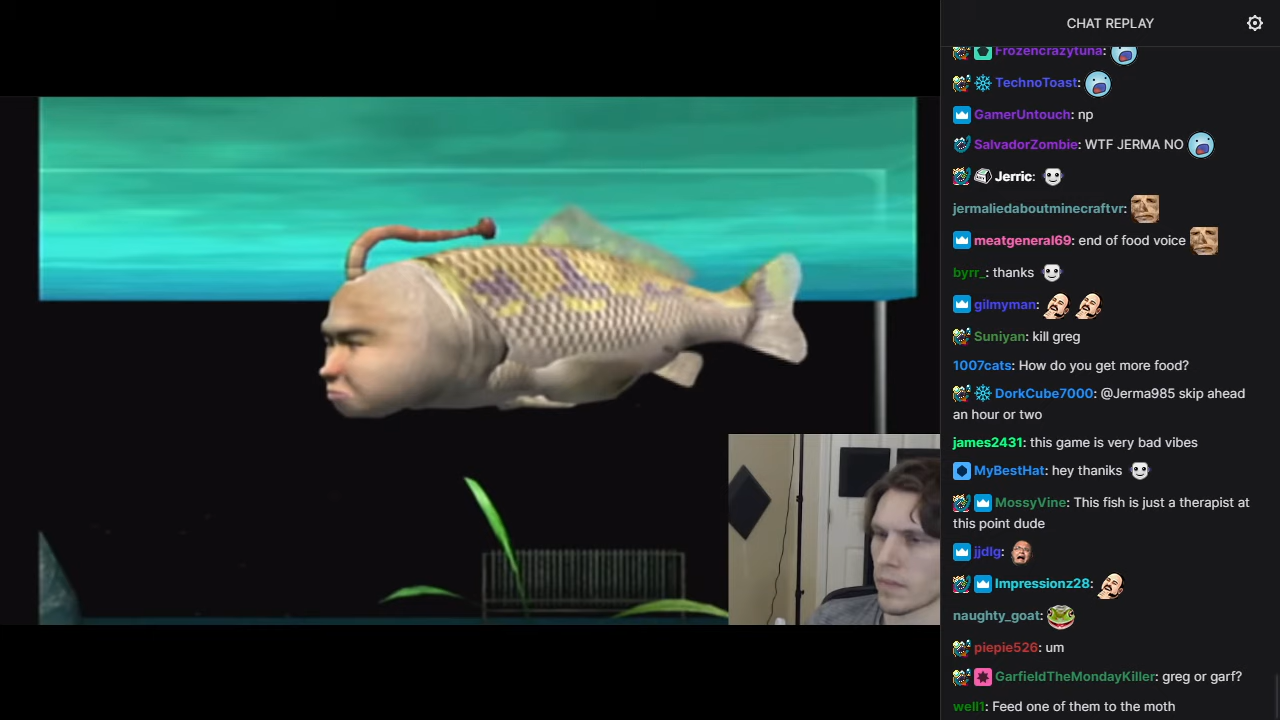 CHAT REPLAY
Frozencrazytuna:
TechnoToast:
GamerUntouch: np
SalvadorZombie: WTF JERMA NO
Jerric:
jermaliedaboutminecraftvr:
meatgeneral69: end of food voice
byrr_: thanks
gilmyman:
Suniyan: kill greg
1007cats: How do you get more food?
DorkCube7000: @Jerma985 skip ahead
an hour or two
james2431: this game is very bad vibes
MyBestHat: hey thaniks
MossyVine: This fish is just a therapist at
this point dude
jjdlg:
Impressionz28:
naughty_goat:
piepie526: um
GarfieldTheMondayKiller: greg or garf?
well1: Feed one of them to the moth